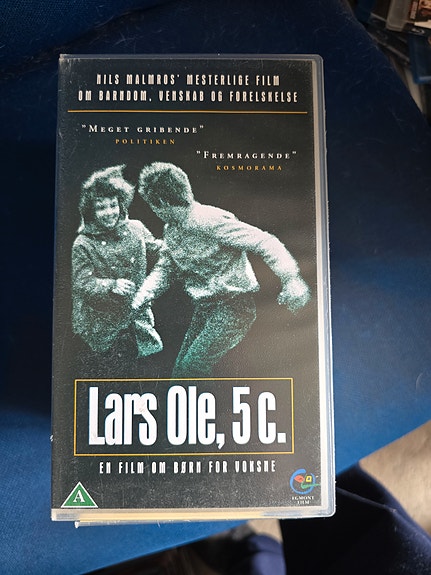 NILS MALMROS' MESTERLIGE FILM
OM BARNDOM, VENSKAB OG FORELSKELSE
"MEGET GRIBENDE"
POLITIKEN
"FREMRAGENDE"
KOSMORAMA
Lars Ole, 5 c.
EN FILM OM BØRN FOR VOKSNE
A
EGMONT
FILM